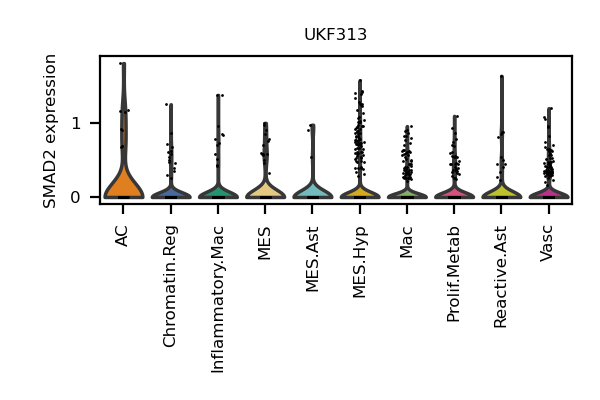 UKF313
SMAD2 expression
1
0
AC
Chromatin.Reg
Inflammatory.Mac
MES
MES.Ast
MES.Hyp
Mac
Prolif.Metab
Reactive.Ast
Vasc